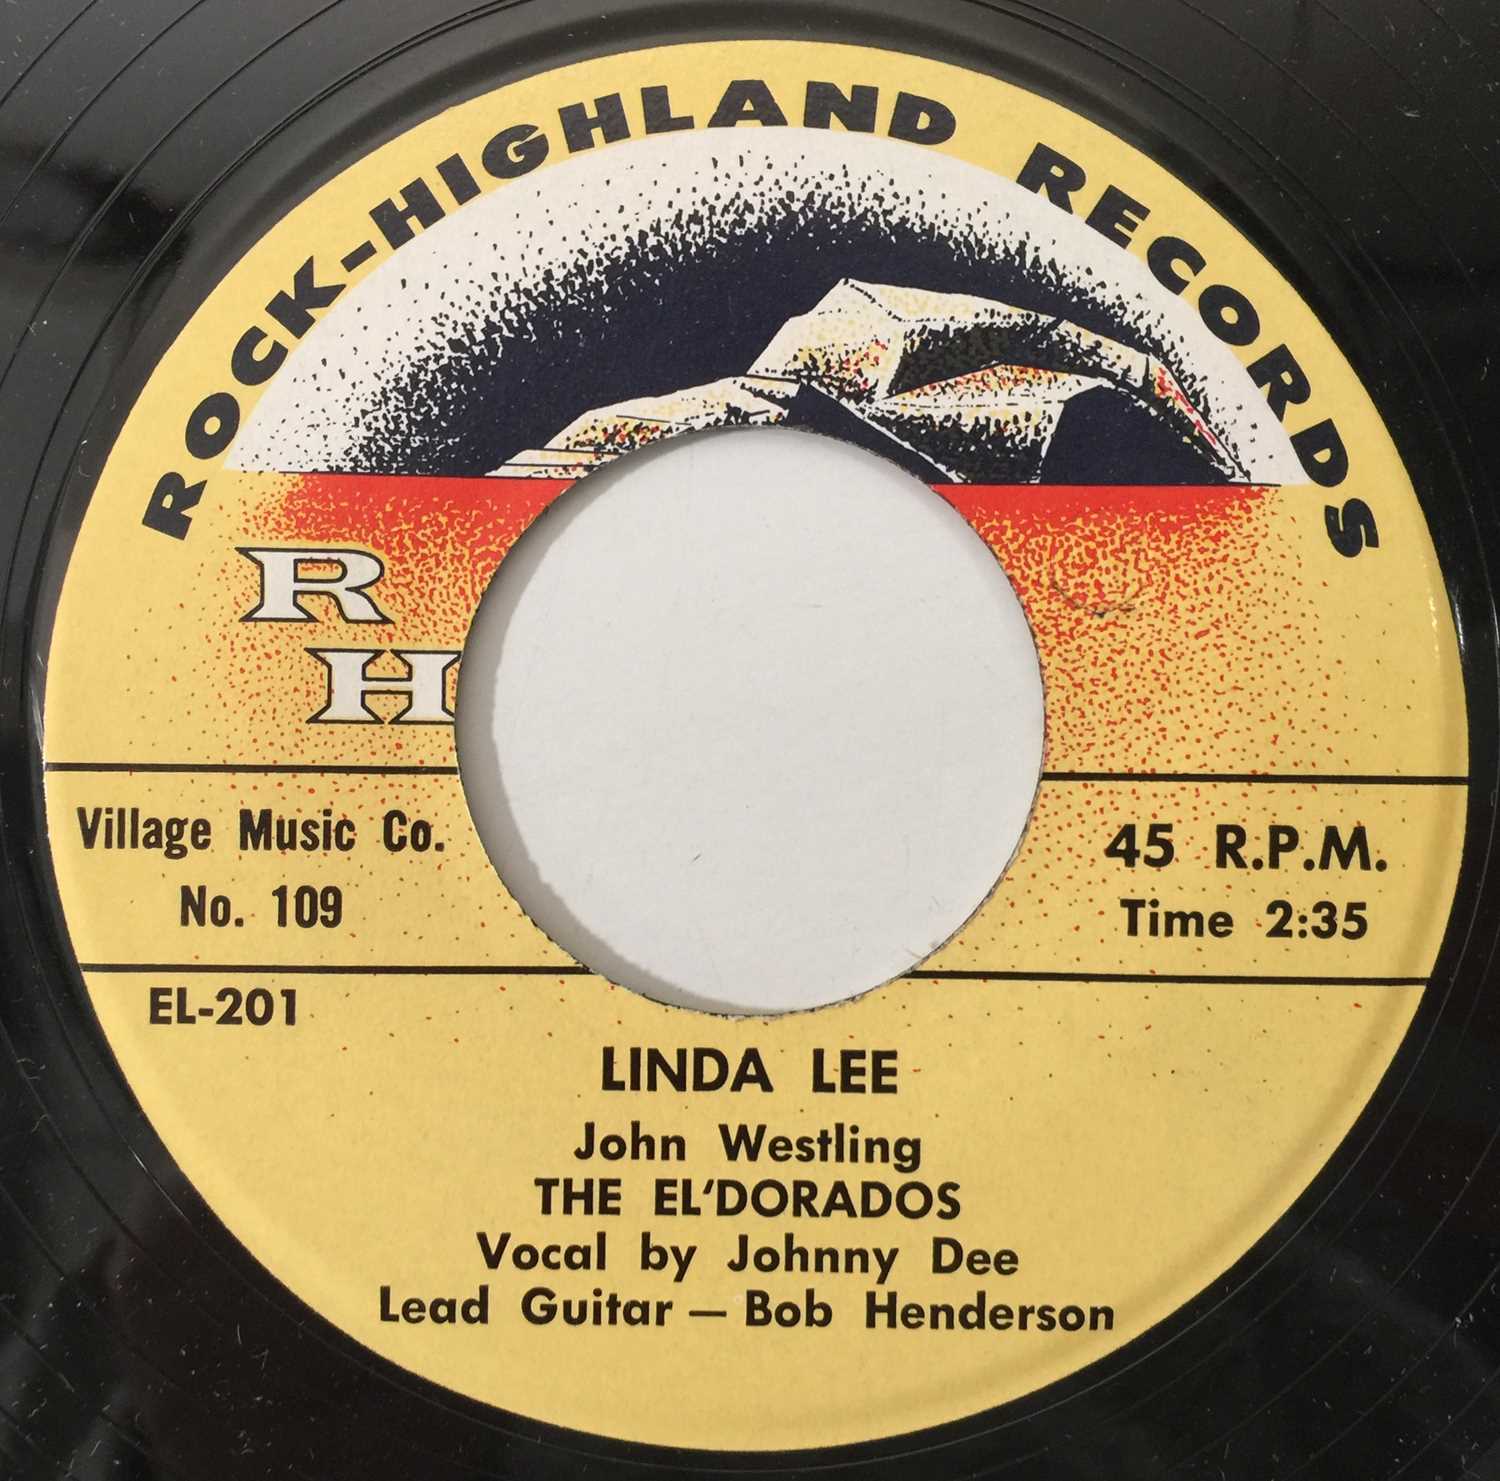 ROCK-HIGHLAND RECORDS
R
H
Village Music Co.
No. 109
45 R.P.M.
Time 2:35
EL-201
LINDA LEE
John Westling
THE EL'DORADOS
Vocal by Johnny Dee
Lead Guitar — Bob Henderson